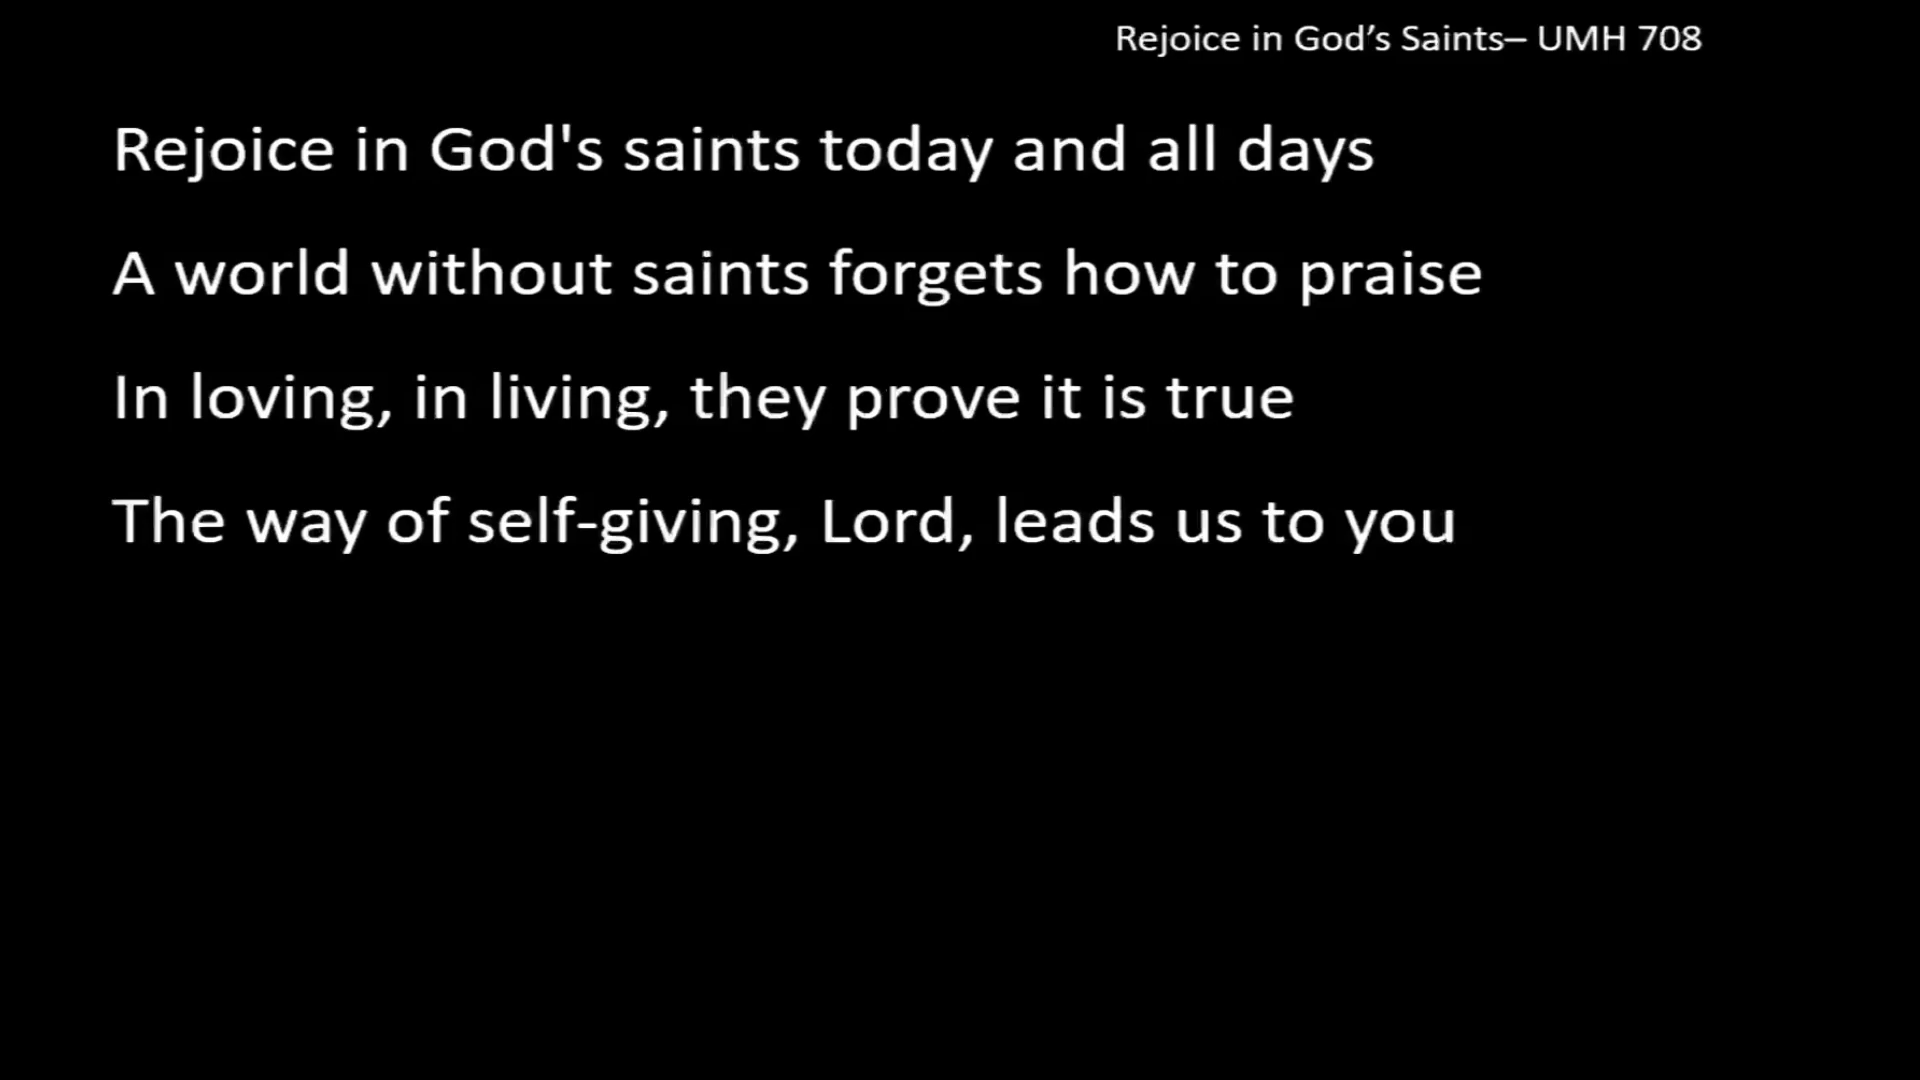 Rejoice in God’s Saints– UMH 708
Rejoice in God's saints today and all days
A world without saints forgets how to praise
In loving, in living, they prove it is true
The way of self-giving, Lord, leads us to you